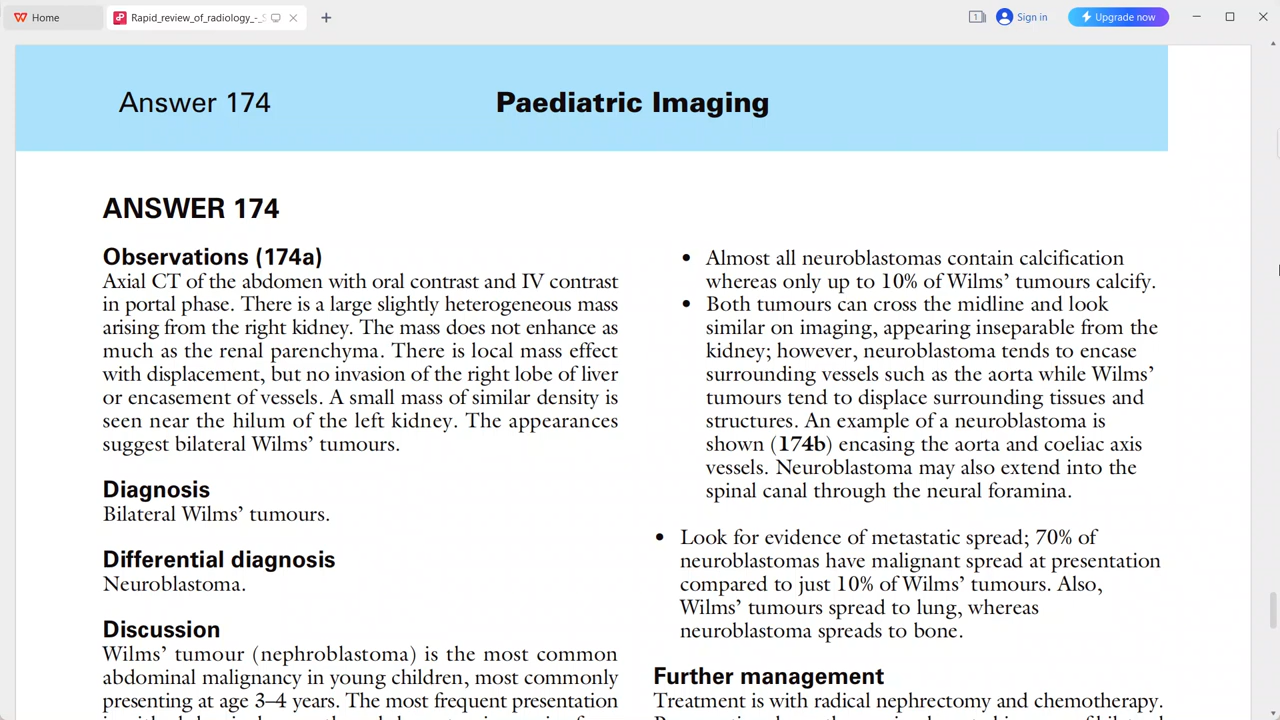 Home
Rapid_review_of_radiology_-_S
1
Sign in
Upgrade now
Answer 174
Paediatric Imaging
ANSWER 174
Observations (174a)
Axial CT of the abdomen with oral contrast and IV contrast
in portal phase. There is a large slightly heterogeneous mass
arising from the right kidney. The mass does not enhance as
much as the renal parenchyma. There is local mass effect
with displacement, but no invasion of the right lobe of liver
or encasement of vessels. A small mass of similar density is
seen near the hilum of the left kidney. The appearances
suggest bilateral Wilms’ tumours.
Diagnosis
Bilateral Wilms’ tumours.
Differential diagnosis
Neuroblastoma.
Discussion
Wilms’ tumour (nephroblastoma) is the most common
abdominal malignancy in young children, most commonly
presenting at age 3–4 years. The most frequent presentation
• Almost all neuroblastomas contain calcification
whereas only up to 10% of Wilms’ tumours calcify.
• Both tumours can cross the midline and look
similar on imaging, appearing inseparable from the
kidney; however, neuroblastoma tends to encase
surrounding vessels such as the aorta while Wilms’
tumours tend to displace surrounding tissues and
structures. An example of a neuroblastoma is
shown (174b) encasing the aorta and coeliac axis
vessels. Neuroblastoma may also extend into the
spinal canal through the neural foramina.
• Look for evidence of metastatic spread; 70% of
neuroblastomas have malignant spread at presentation
compared to just 10% of Wilms’ tumours. Also,
Wilms’ tumours spread to lung, whereas
neuroblastoma spreads to bone.
Further management
Treatment is with radical nephrectomy and chemotherapy.